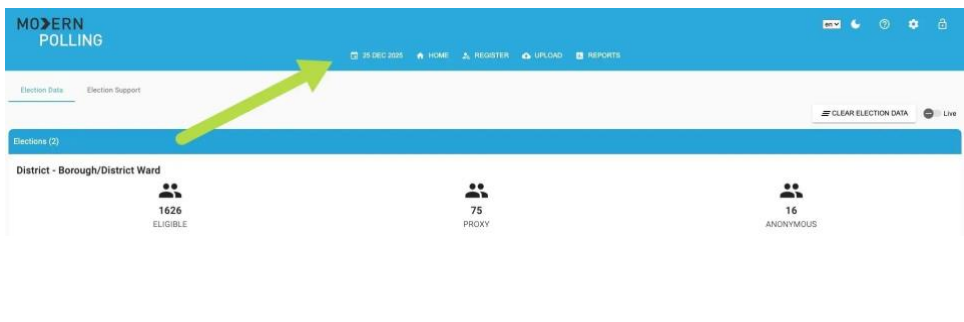 MODERN
POLLING
en
25 DEC 2025 HOME REGISTER UPLOAD REPORTS
Election Data Election Support
CLEAR ELECTION DATA Live
Elections (2)
District - Borough/District Ward
1626 75 16
ELIGIBLE PROXY ANONYMOUS